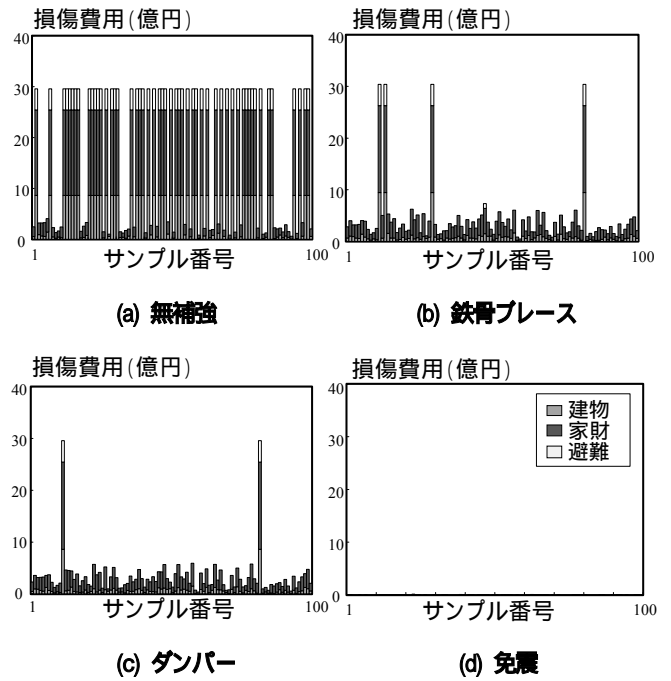 損傷費用(億円)
40
30
20
10
0
1
サンプル番号
100
(a) 無補強
損傷費用(億円)
40
30
20
10
0
1
サンプル番号
100
(b) 鉄骨ブレース
損傷費用(億円)
40
30
20
10
0
1
サンプル番号
100
(c) ダンパー
損傷費用(億円)
40
30
20
10
0
建物
家財
避難
1
サンプル番号
100
(d) 免震